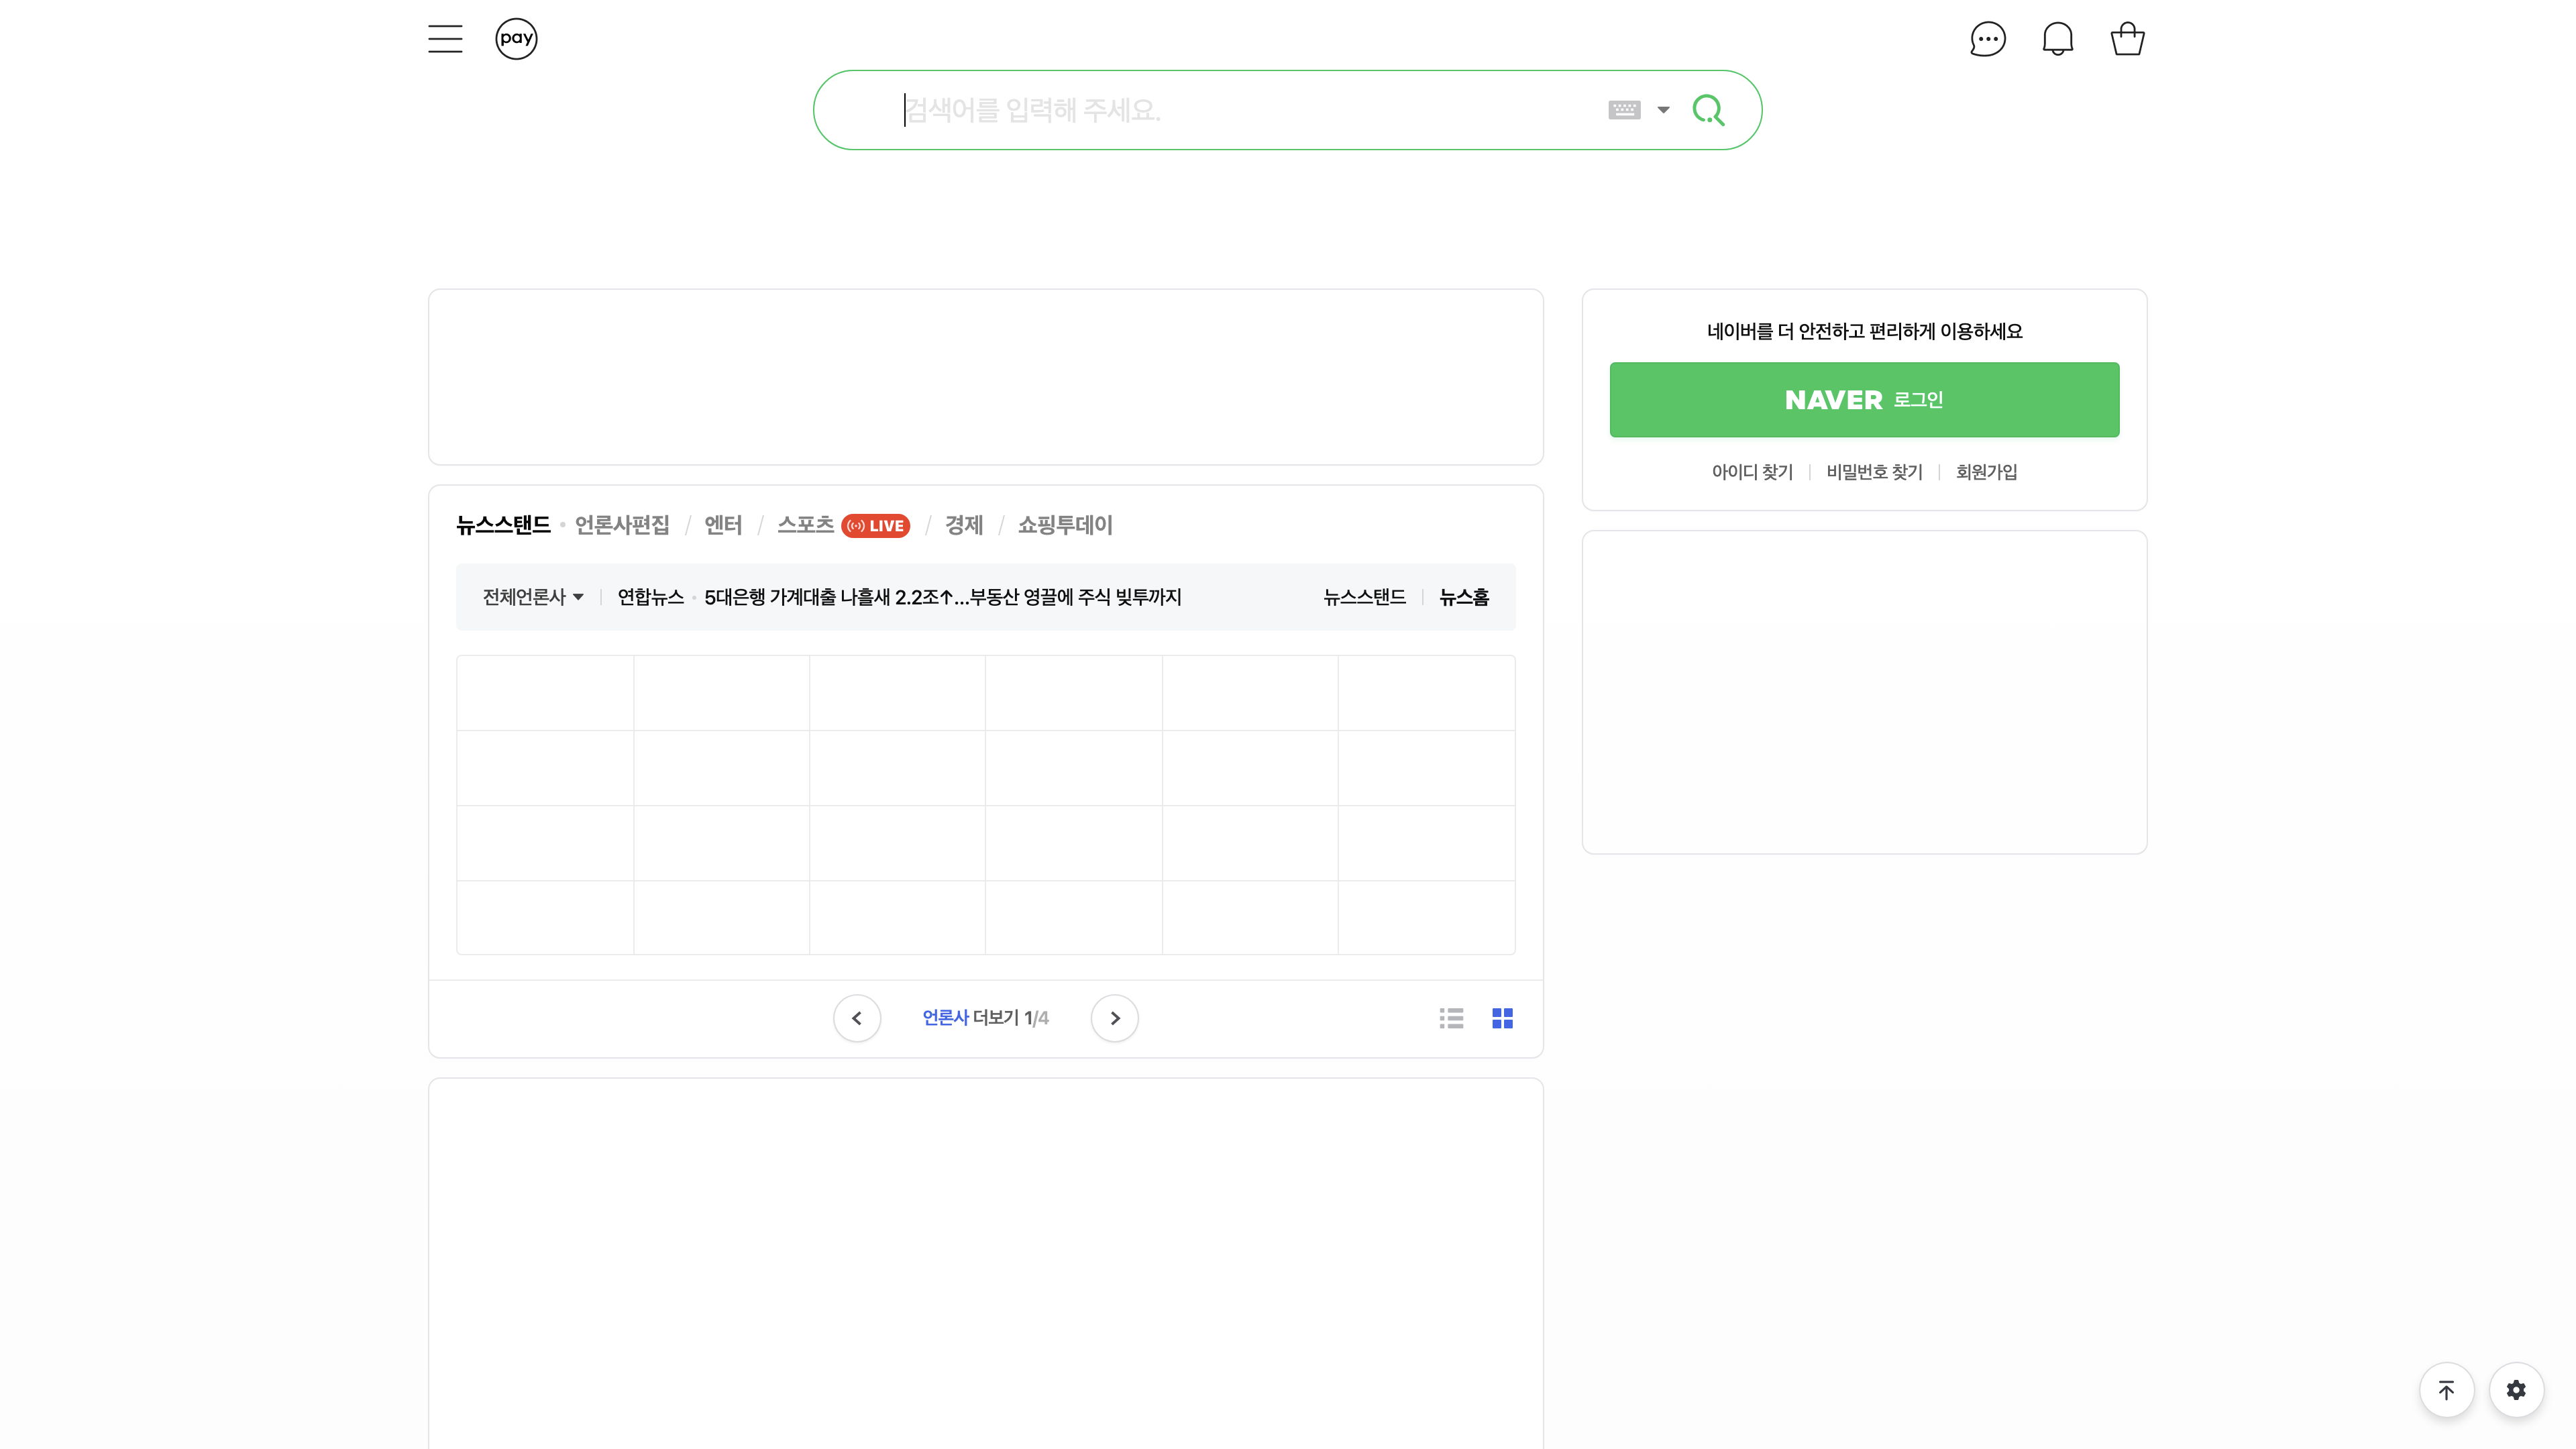 pay
검색어를 입력해 주세요.
네이버를 더 안전하고 편리하게 이용하세요
NAVER 로그인
아이디 찾기 비밀번호 찾기 회원가입
뉴스스탠드 · 언론사편집 / 엔터 / 스포츠 LIVE / 경제 / 쇼핑투데이
전체언론사 연합뉴스 · 5대은행 가계대출 나흘새 2.2조↑…부동산 영끌에 주식 빚투까지 뉴스스탠드 뉴스홈
언론사 더보기 1/4